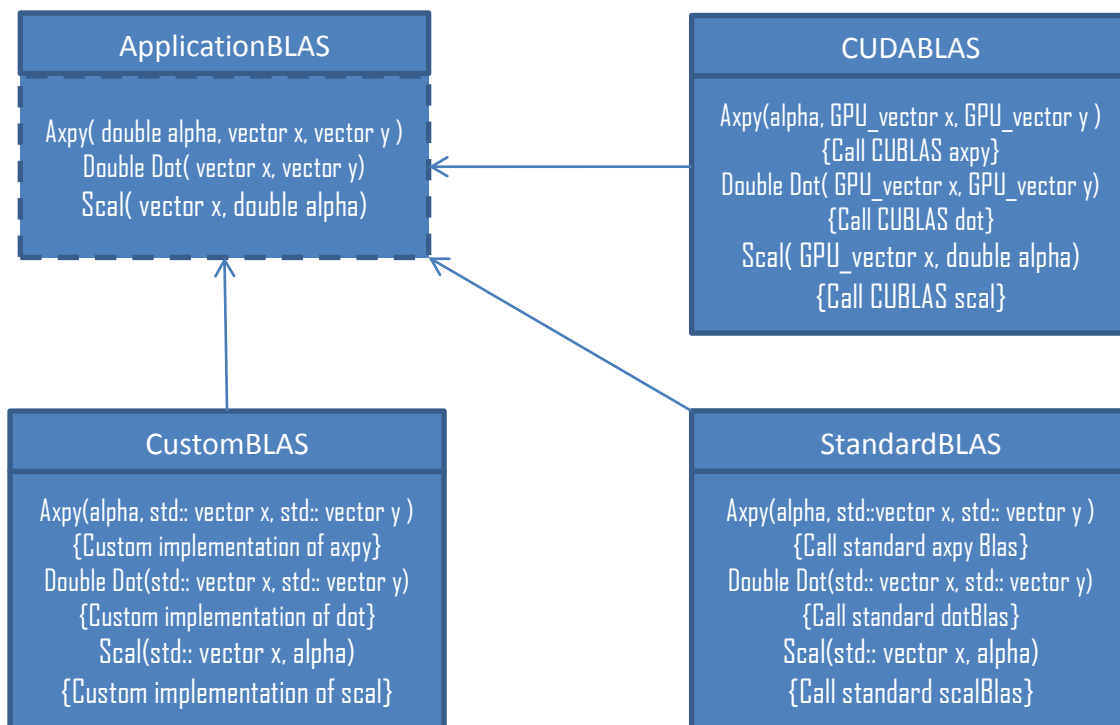 ApplicationBLAS
Axpy( double alpha, vector x, vector y )
Double Dot( vector x, vector y)
Scal( vector x, double alpha)
CUDABLAS
Axpy(alpha, GPU_vector x, GPU_vector y )
{Call CUBLAS axpy}
Double Dot( GPU_vector x, GPU_vector y)
{Call CUBLAS dot}
Scal( GPU_vector x, double alpha)
{Call CUBLAS scal}
CustomBLAS
Axpy(alpha, std:: vector x, std:: vector y )
{Custom implementation of axpy}
Double Dot(std:: vector x, std:: vector y)
{Custom implementation of dot}
Scal(std:: vector x, alpha)
{Custom implementation of scal}
StandardBLAS
Axpy(alpha, std::vector x, std:: vector y )
{Call standard axpy Blas}
Double Dot(std:: vector x, std:: vector y)
{Call standard dotBlas}
Scal(std:: vector x, alpha)
{Call standard scalBlas}